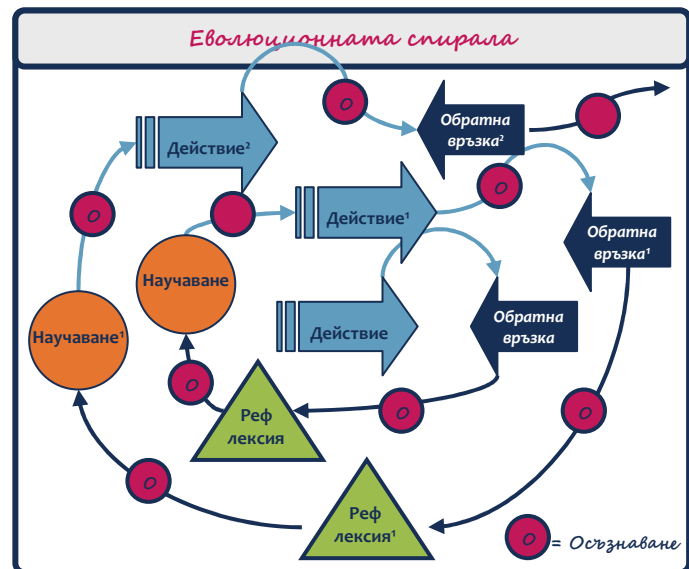 Еволюционната спирала
о
Обратна
връзка²
Действие²
о
о
Действие¹
Обратна
връзка¹
Научаване
Научаване¹
Действие
Обратна
връзка
о
о
о
Реф
лексия
о
Реф
лексия¹
о = Осъзнаване